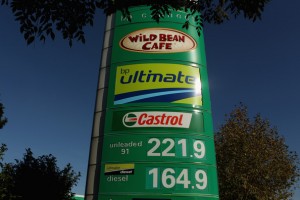 WiLD BEAN
CAFE
bp ultimate
Castrol
unleaded
91
221.9
diesel
164.9